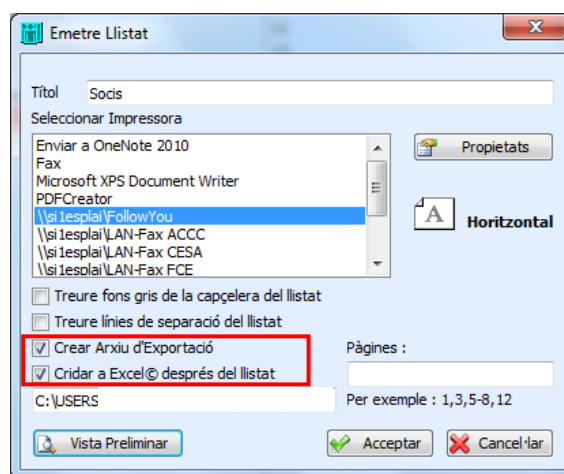 Emetre Llistat
Títol Socis
Seleccionar Impressora
Enviar a OneNote 2010
Fax
Microsoft XPS Document Writer
PDFCreator
\\si1esplai\FollowYou
\\si1esplai\LAN-Fax ACCC
\\si1esplai\LAN-Fax CESA
\\si1esplai\LAN-Fax FCE
Propietats
A Horitzontal
Treure fons gris de la capçelera del llistat
Treure línies de separació del llistat
Crear Arxiu d'Exportació
Cridar a Excel© després del llistat
Pàgines :
C:\USERS
Per exemple : 1,3,5-8,12
Vista Preliminar
Acceptar
Cancel·lar